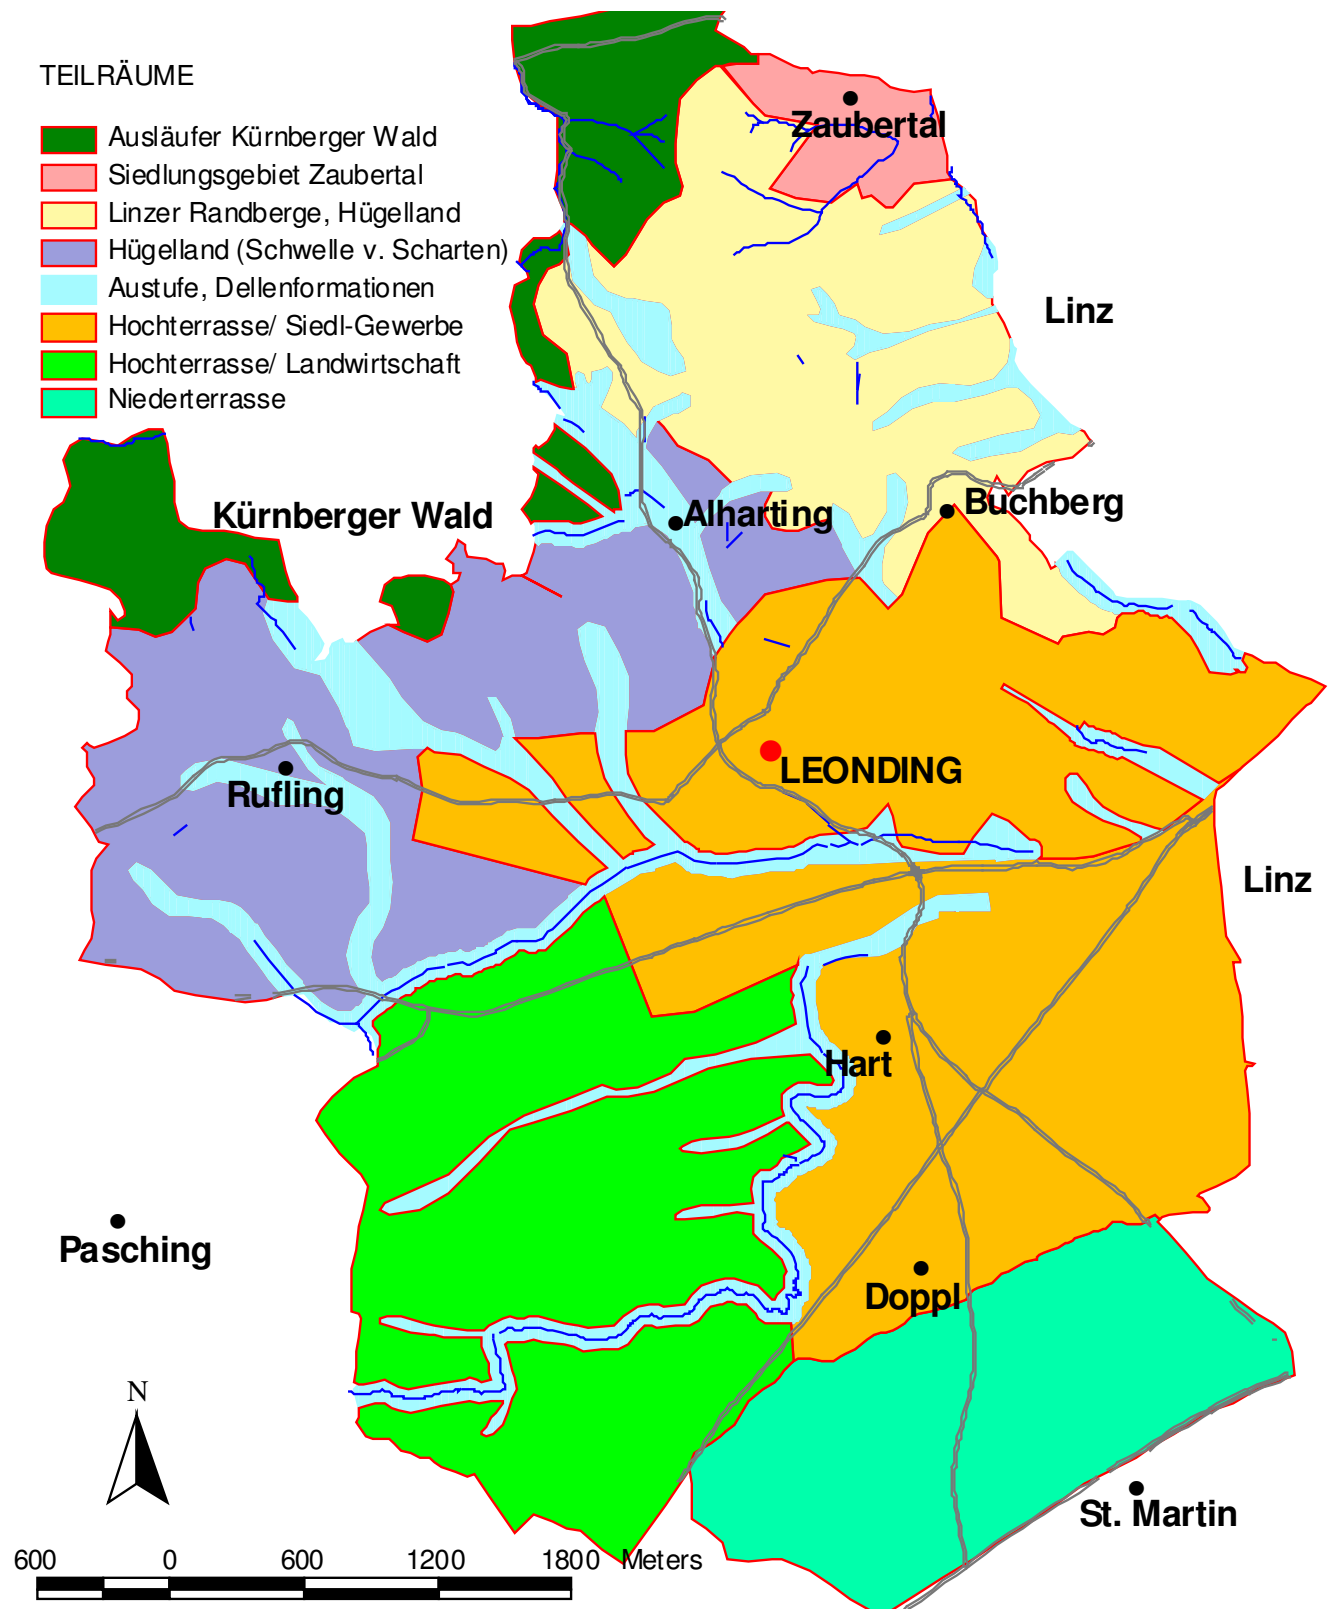 TEILRÄUME
Ausläufer Kürnberger Wald
Siedlungsgebiet Zaubertal
Linzer Randberge, Hügelland
Hügelland (Schwelle v. Scharten)
Austufe, Dellenformationen
Hochterrasse/ Siedl-Gewerbe
Hochterrasse/ Landwirtschaft
Niederterrasse
Zaubertal
Linz
Kürnberger Wald
Alharting
Buchberg
LEONDING
Rufling
Linz
Hart
Pasching
Doppl
N
St. Martin
600 0 600 1200 1800 Meters